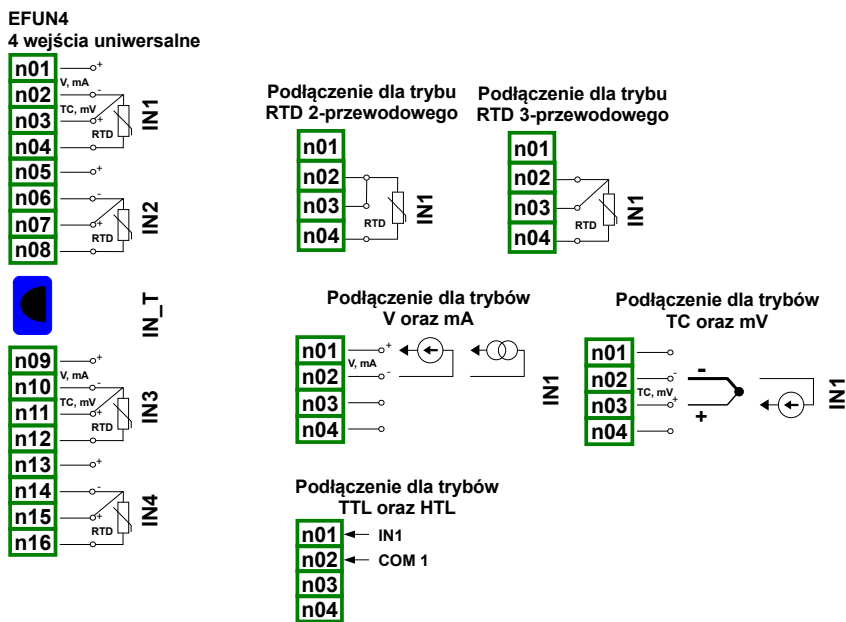 EFUN4
4 wejścia uniwersalne
n01
+
V, mA
n02
-
TC, mV
n03
+
RTD
n04
IN1
n05
+
n06
-
n07
+
RTD
n08
IN2
IN_T
n09
+
V, mA
n10
-
TC, mV
n11
+
RTD
n12
IN3
n13
+
n14
-
n15
+
RTD
n16
IN4
Podłączenie dla trybu
RTD 2-przewodowego
n01
n02
n03
RTD
n04
IN1
Podłączenie dla trybu
RTD 3-przewodowego
n01
n02
n03
RTD
n04
IN1
Podłączenie dla trybów
V oraz mA
n01
+
V, mA
n02
-
n03
n04
IN1
Podłączenie dla trybów
TC oraz mV
n01
n02
-
-
TC, mV
n03
+
+
n04
IN1
Podłączenie dla trybów
TTL oraz HTL
n01 IN1
n02 COM 1
n03
n04